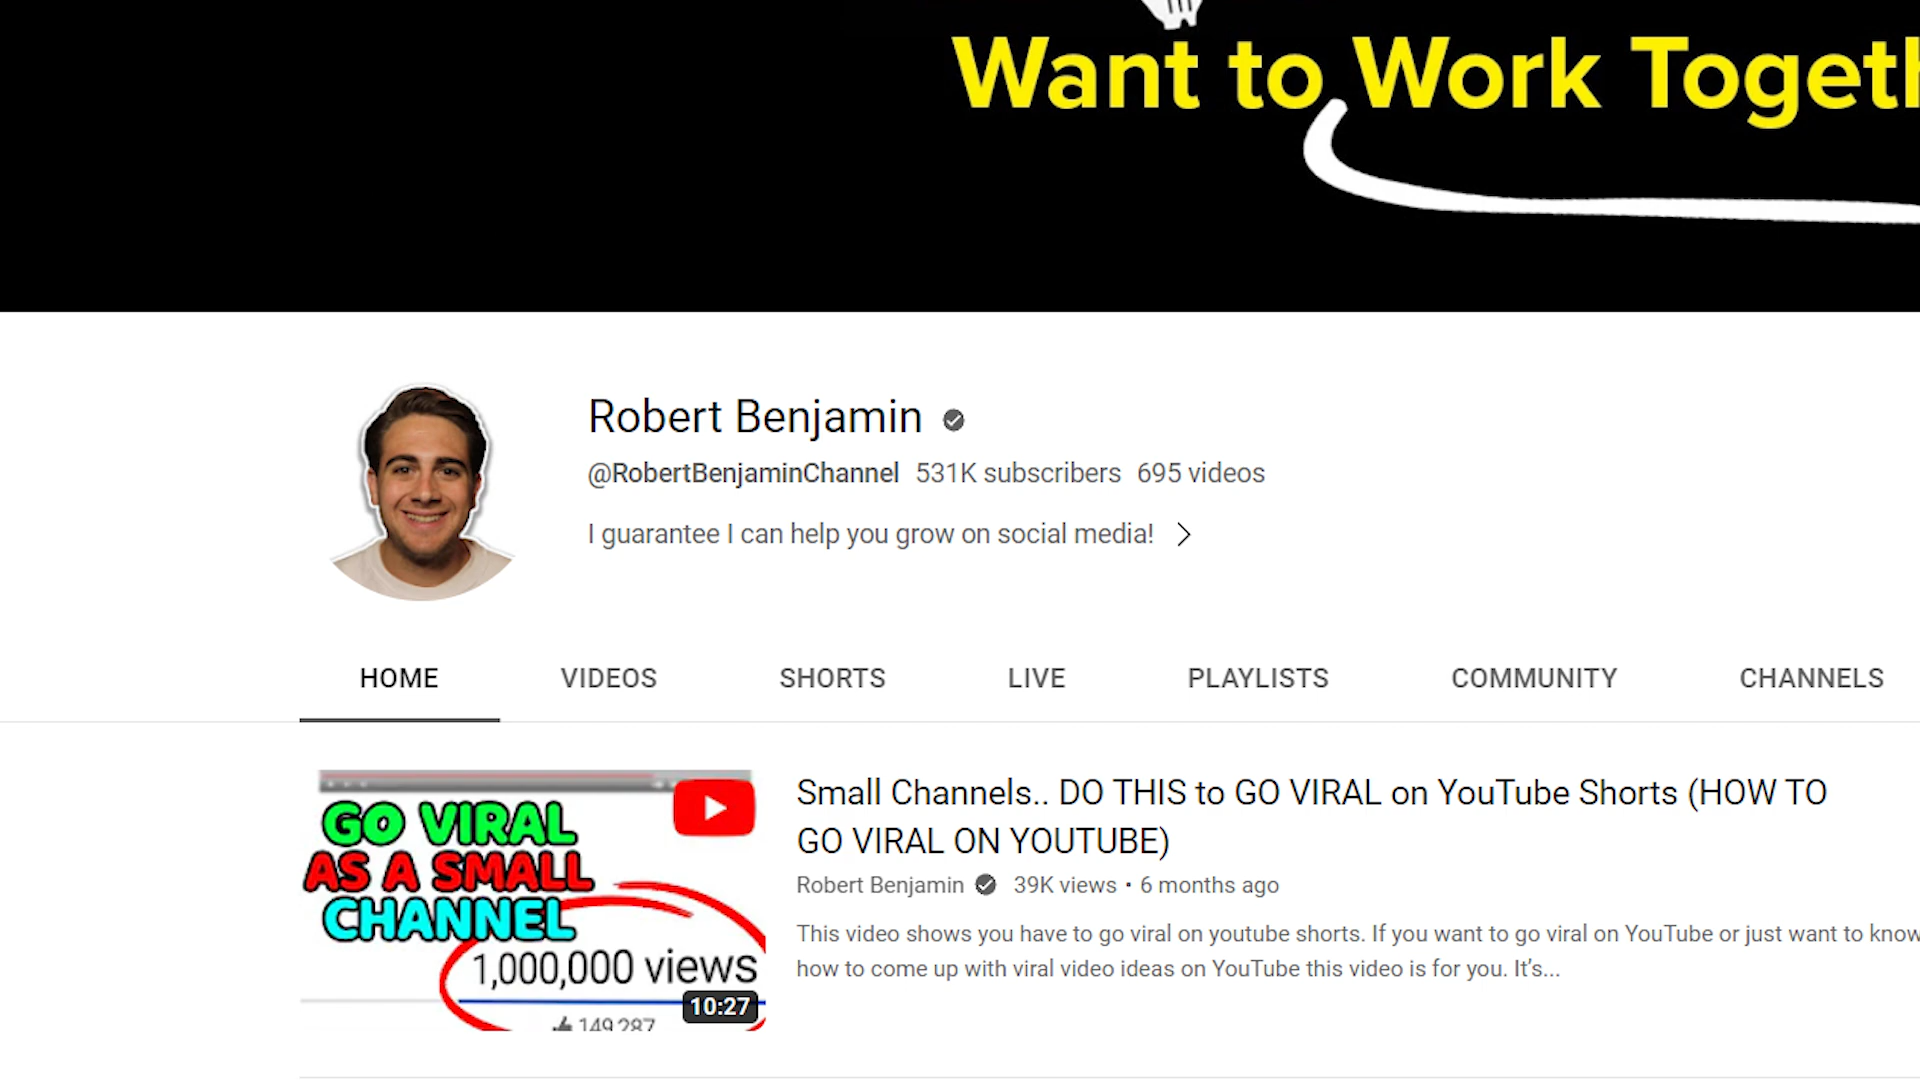 Want to Work Togeth
Robert Benjamin
@RobertBenjaminChannel 531K subscribers 695 videos
I guarantee I can help you grow on social media!
HOME VIDEOS SHORTS LIVE PLAYLISTS COMMUNITY CHANNELS
GO VIRAL
AS A SMALL
CHANNEL
1,000,000 views
10:27
149,287
Small Channels.. DO THIS to GO VIRAL on YouTube Shorts (HOW TO
GO VIRAL ON YOUTUBE)
Robert Benjamin 39K views • 6 months ago
This video shows you have to go viral on youtube shorts. If you want to go viral on YouTube or just want to know
how to come up with viral video ideas on YouTube this video is for you. It’s...